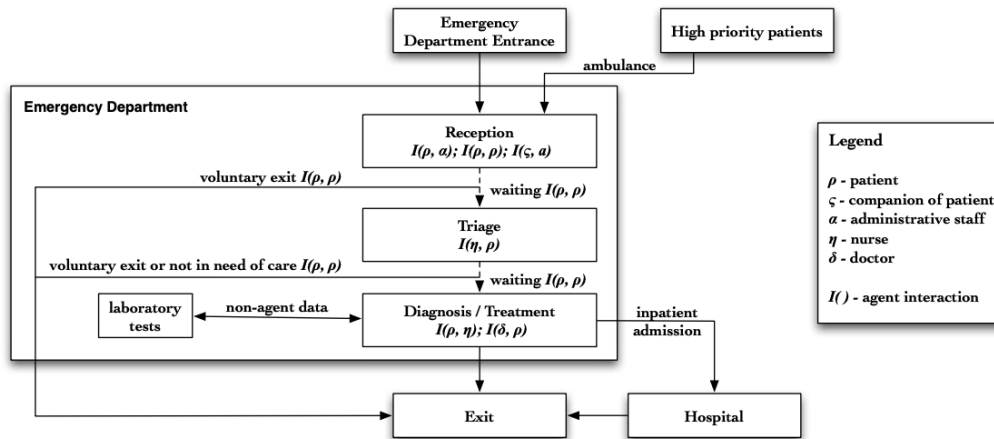 Emergency
Department Entrance
High priority patients
ambulance
Emergency Department
Reception
I(ρ, α); I(ρ, ρ); I(ς, a)
voluntary exit I(ρ, ρ)
waiting I(ρ, ρ)
Triage
I(η, ρ)
voluntary exit or not in need of care I(ρ, ρ)
waiting I(ρ, ρ)
laboratory
tests
non-agent data
Diagnosis / Treatment
I(ρ, η); I(δ, ρ)
inpatient
admission
Exit
Hospital
Legend
ρ - patient
ς - companion of patient
α - administrative staff
η - nurse
δ - doctor
I( ) - agent interaction